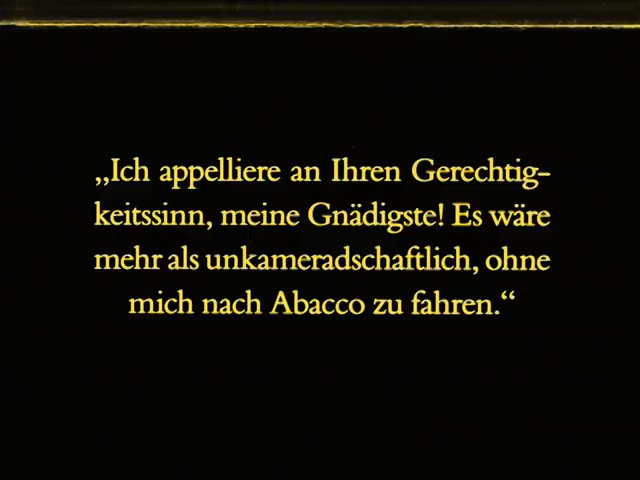 „Ich appelliere an Ihren Gerechtig-
keitssinn, meine Gnädigste! Es wäre
mehr als unkameradschaftlich, ohne
mich nach Abacco zu fahren.“